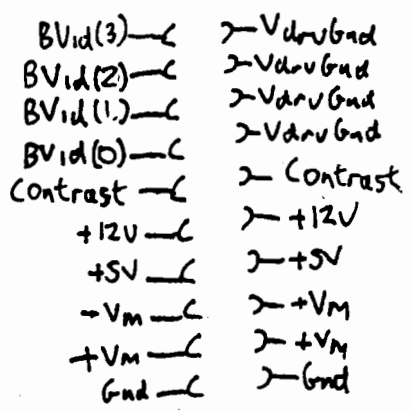 BVid(3) VdrvGnd
BVid(2) VdrvGnd
BVid(1) VdrvGnd
BVid(0) VdrvGnd
Contrast Contrast
+12V +12V
+5V +5V
-VM +VM
+VM +VM
Gnd Gnd